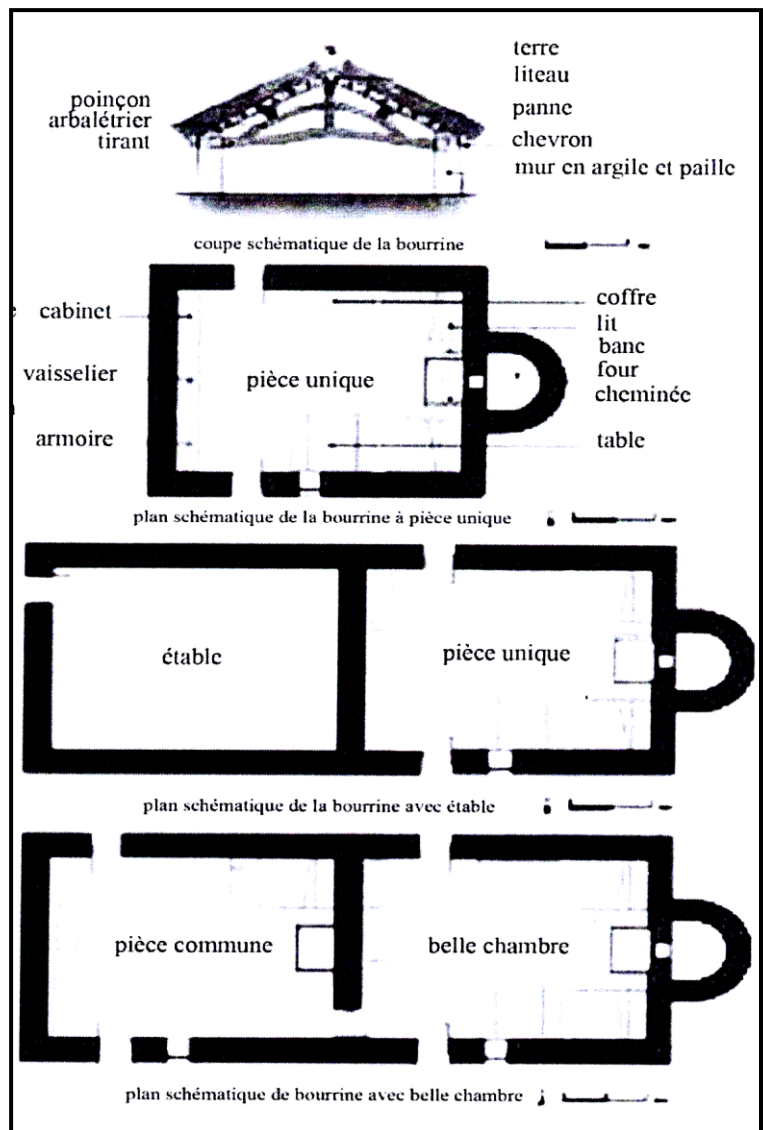 terre
liteau
poinçon
panne
arbalétrier
tirant
chevron
mur en argile et paille
coupe schématique de la bourrine
cabinet
coffre
lit
banc
vaisselier
pièce unique
four
cheminée
armoire
table
plan schématique de la bourrine à pièce unique
étable
pièce unique
plan schématique de la bourrine avec étable
pièce commune
belle chambre
plan schématique de bourrine avec belle chambre